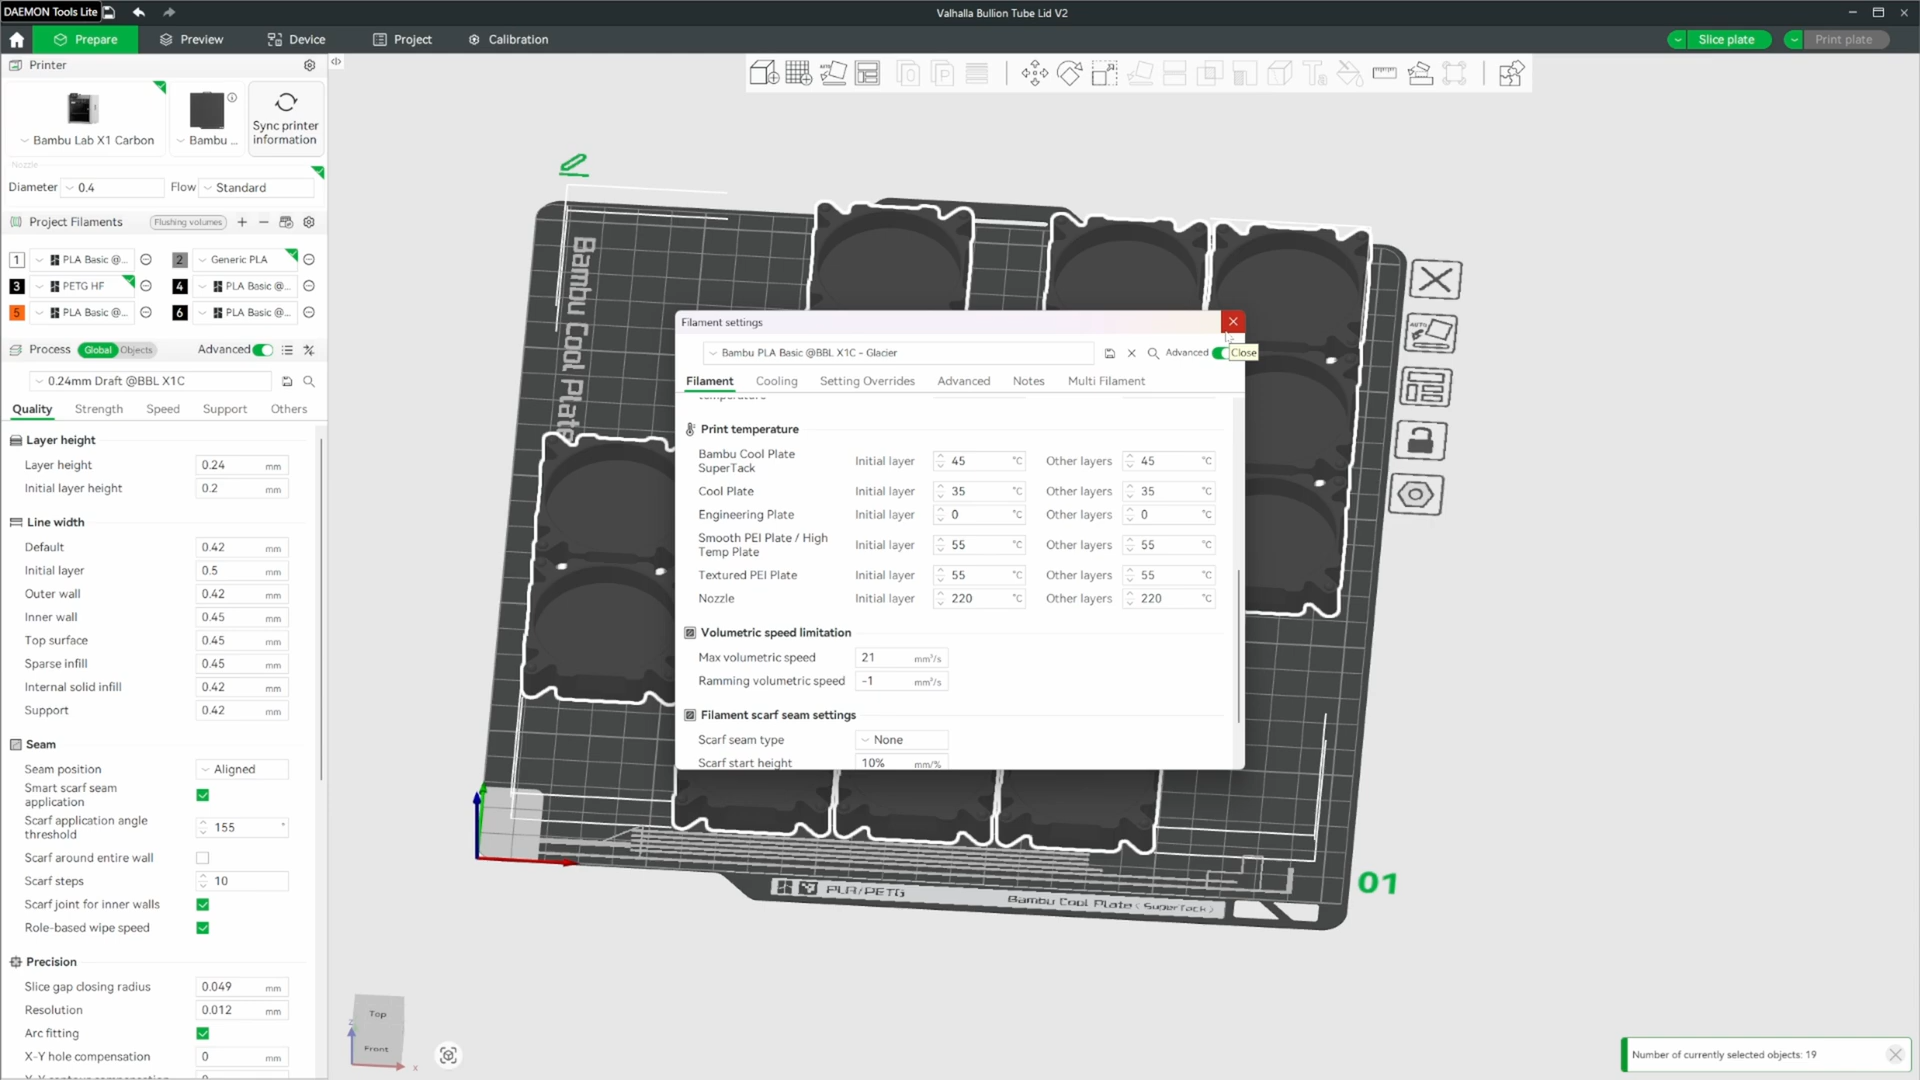 DAEMON Tools Lite
Valhalla Bullion Tube Lid V2
Prepare
Preview
Device
Project
Calibration
Slice plate
Print plate
Printer
Bambu Lab X1 Carbon
Bambu ...
Sync printer
information
Nozzle
Diameter 0.4 Flow Standard
Project Filaments Flushing volumes
1 PLA Basic @... 2 Generic PLA
3 PETG HF 4 PLA Basic @...
5 PLA Basic @... 6 PLA Basic @...
Process Global Objects Advanced
0.24mm Draft @BBL X1C
Quality Strength Speed Support Others
Layer height
Layer height 0.24 mm
Initial layer height 0.2 mm
Line width
Default 0.42 mm
Initial layer 0.5 mm
Outer wall 0.42 mm
Inner wall 0.45 mm
Top surface 0.45 mm
Sparse infill 0.45 mm
Internal solid infill 0.42 mm
Support 0.42 mm
Seam
Seam position Aligned
Smart scarf seam
application
Scarf application angle
threshold 155 °
Scarf around entire wall
Scarf steps 10
Scarf joint for inner walls
Role-based wipe speed
Precision
Slice gap closing radius 0.049 mm
Resolution 0.012 mm
Arc fitting
X-Y hole compensation 0 mm
Bambu Cool Plate
Filament settings
Bambu PLA Basic @BBL X1C - Glacier
Advanced
Close
Filament Cooling Setting Overrides Advanced Notes Multi Filament
temperature
Print temperature
Bambu Cool Plate
SuperTack Initial layer 45 °C Other layers 45 °C
Cool Plate Initial layer 35 °C Other layers 35 °C
Engineering Plate Initial layer 0 °C Other layers 0 °C
Smooth PEI Plate / High
Temp Plate Initial layer 55 °C Other layers 55 °C
Textured PEI Plate Initial layer 55 °C Other layers 55 °C
Nozzle Initial layer 220 °C Other layers 220 °C
Volumetric speed limitation
Max volumetric speed 21 mm³/s
Ramming volumetric speed -1 mm³/s
Filament scarf seam settings
Scarf seam type None
Scarf start height 10% mm/%
AUTO
PLA/PETG
Bambu Cool Plate (SuperTack)
01
Top
Front
z
x
Number of currently selected objects: 19